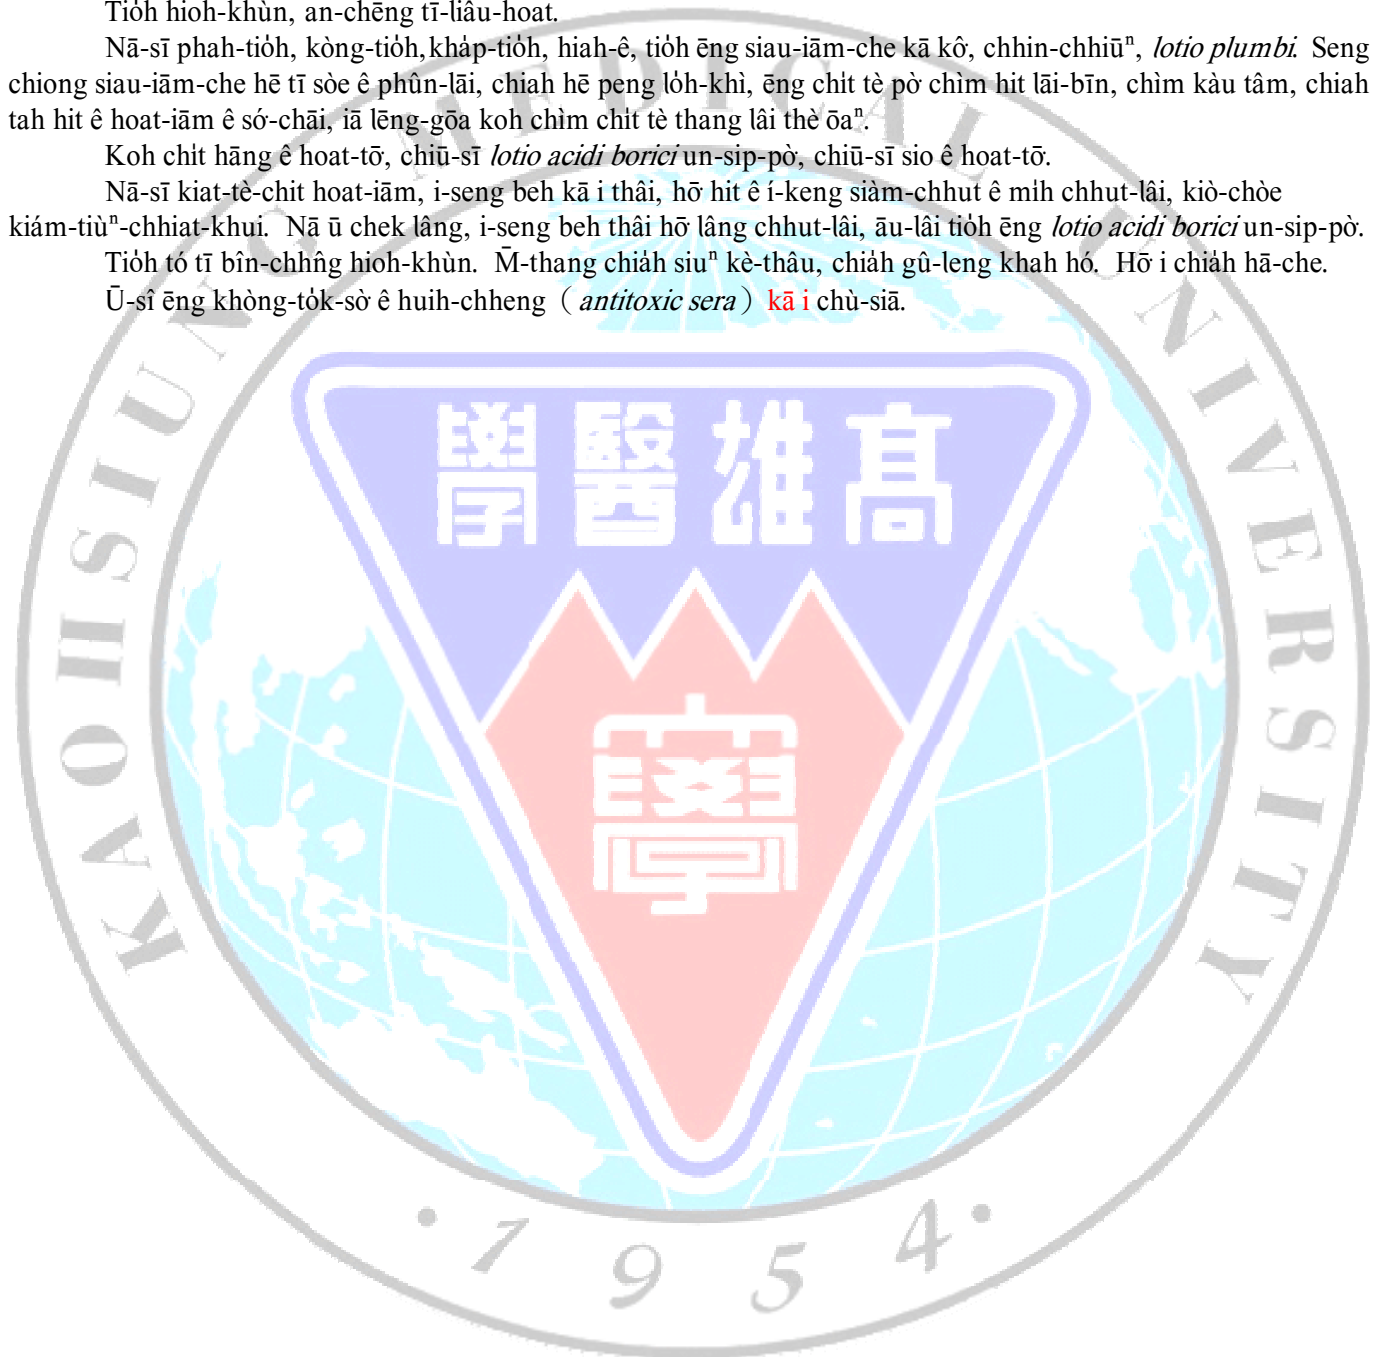 Tio̍h hioh-khùn, an-chēng tī-liâu-hoat.
Nā-sī phah-tio̍h, kòng-tio̍h, kha̍p-tio̍h, hiah-ê, tio̍h ēng siau-iām-che kā kô͘, chhin-chhiūⁿ, lotio plumbi. Seng
chiong siau-iām-che hē tī sòe ê phûn-lāi, chiah hē peng lo̍h-khì, ēng chi̍t tè pò͘ chìm hit lāi-bīn, chìm kàu tâm, chiah
tah hit ê hoat-iām ê só͘-chāi, iā lēng-gōa koh chìm chi̍t tè thang lâi thè ōaⁿ.
Koh chi̍t hāng ê hoat-tō͘, chiū-sī lotio acidi borici un-sip-pò͘, chiū-sī sio ê hoat-tō͘.
Nā-sī kiat-tè-chit hoat-iām, i-seng beh kā i thâi, hō͘ hit ê í-keng siàm-chhut ê mi̍h chhut-lâi, kiò-chòe
kiám-tiùⁿ-chhiat-khui. Nā ū chek lâng, i-seng beh thâi hō͘ lâng chhut-lâi, āu-lâi tio̍h ēng lotio acidi borici un-sip-pò͘.
Tio̍h tó tī bîn-chhn̂g hioh-khùn. M̄-thang chia̍h siuⁿ kè-thâu, chia̍h gû-leng khah hó. Hō͘ i chia̍h hā-che.
Ū-sî ēng khòng-to̍k-sò͘ ê huih-chheng（antitoxic sera）kā i chù-siā.
KAOHSIUNG MEDICAL UNIVERSITY
學醫雄高
學
·1954·